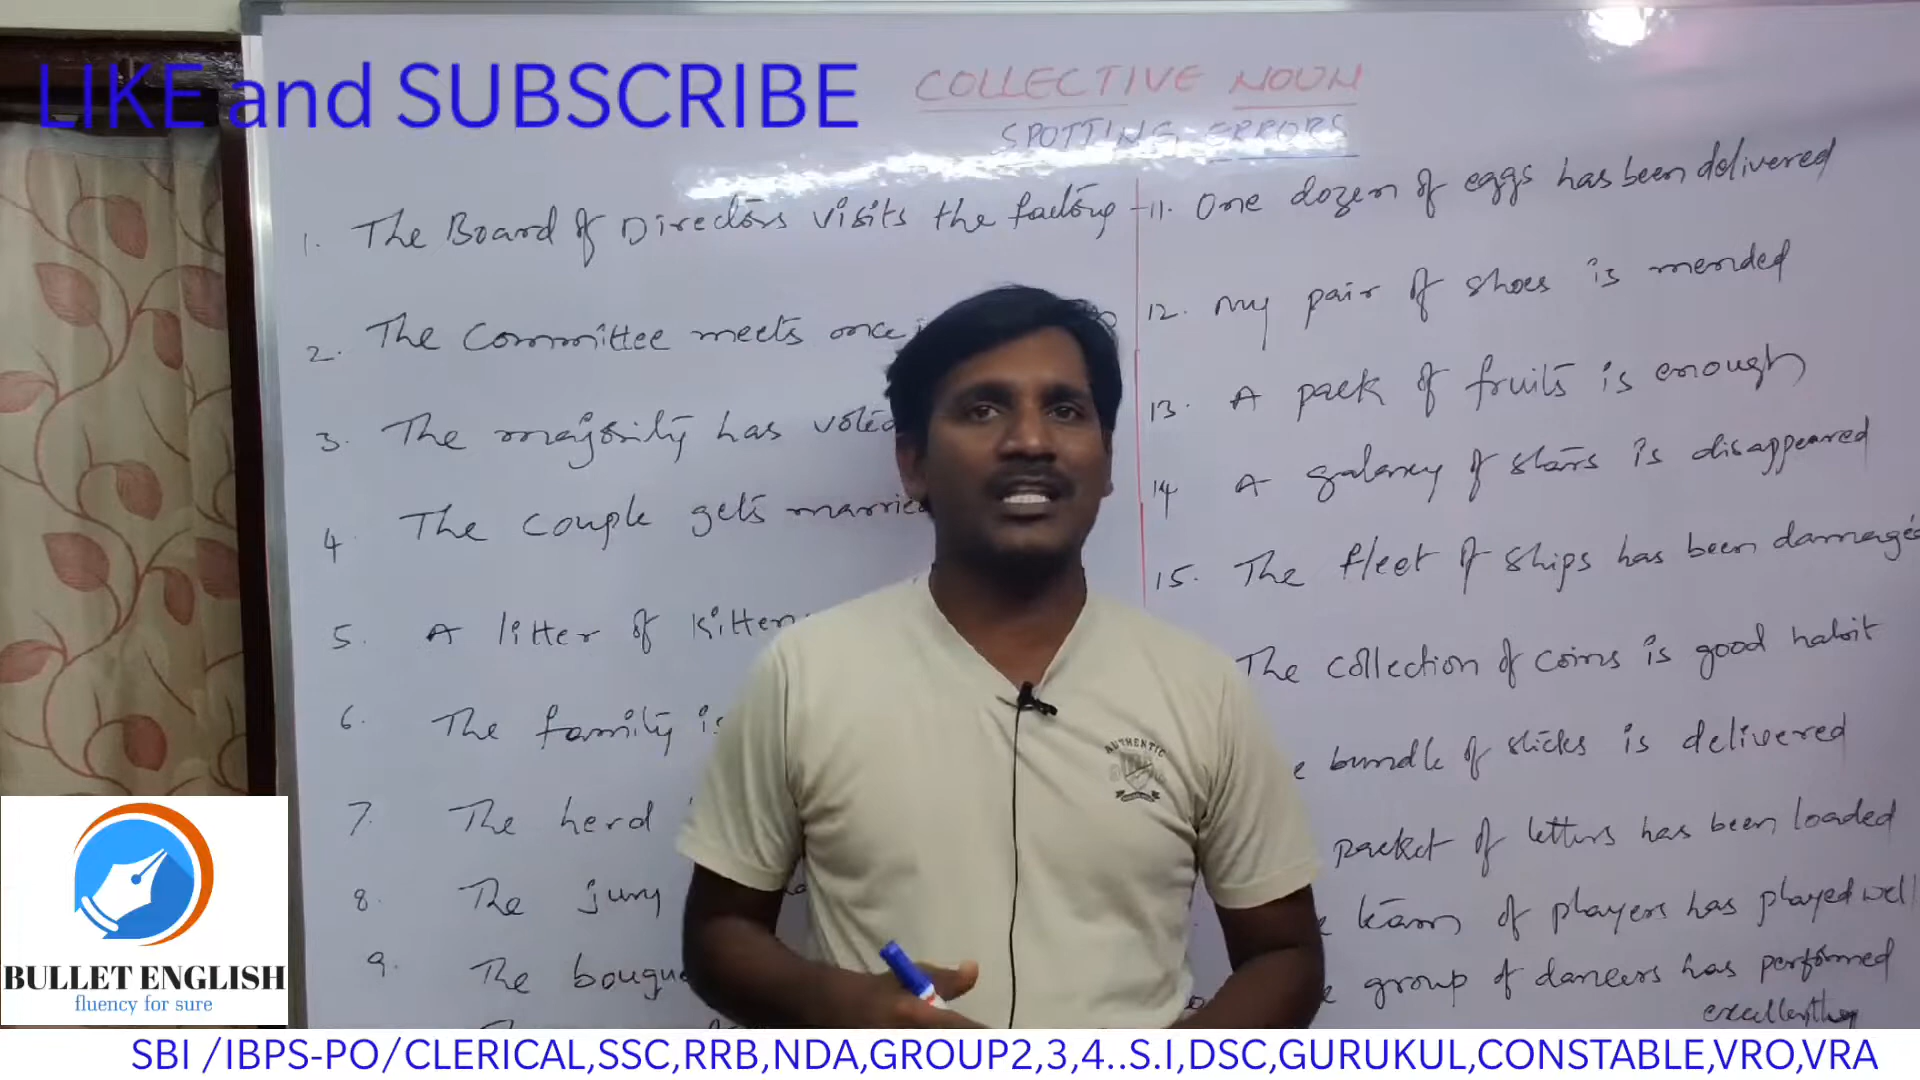 LIKE and SUBSCRIBE
COLLECTIVE NOUN
SPOTTING ERRORS
1. The Board of Directors visits the factory
2. The Committee meets once
3. The majority has voted
4. The couple gets married
5. A litter of kittens
6. The family is
7. The herd
8. The jury
9. The
11. One dozen of eggs has been delivered
12. My pair of shoes is mended
13. A pack of fruits is enough
14 A galaxy of stars is disappeared
15. The fleet of ships has been damaged
The collection of coins is good habit
bundle of sticks is delivered
packet of letters has been loaded
team of players has played well
group of dancers has performed
excellently
AUTHENTIC
BULLET ENGLISH
fluency for sure
SBI /IBPS-PO/CLERICAL,SSC,RRB,NDA,GROUP2,3,4..S.I,DSC,GURUKUL,CONSTABLE,VRO,VRA